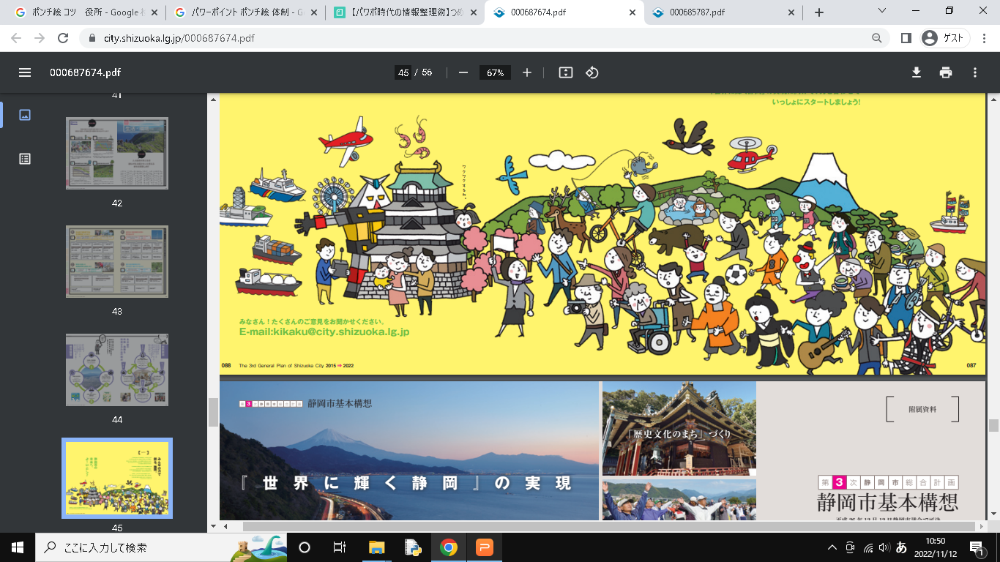 ポンチ絵 コツ 役所 - Google
パワーポイント ポンチ絵 体制 - G
【パワポ時代の情報整理術】つめ
000687674.pdf
000685787.pdf
city.shizuoka.lg.jp/000687674.pdf
ゲスト
000687674.pdf
45 / 56
67%
41
42
43
44
45
いっしょにスタートしましょう!
ワクワクするね。
みなさん！たくさんのご意見をお聞かせください。
E-mail:kikaku@city.shizuoka.lg.jp
088 The 3rd General Plan of Shizuoka City 2015⇒2022
087
第3次静岡市総合計画 静岡市基本構想
『世界に輝く静岡』の実現
「歴史文化のまち」づくり
附属資料
第3次静岡市総合計画
静岡市基本構想
ここに入力して検索
あ
10:50
2022/11/12
1